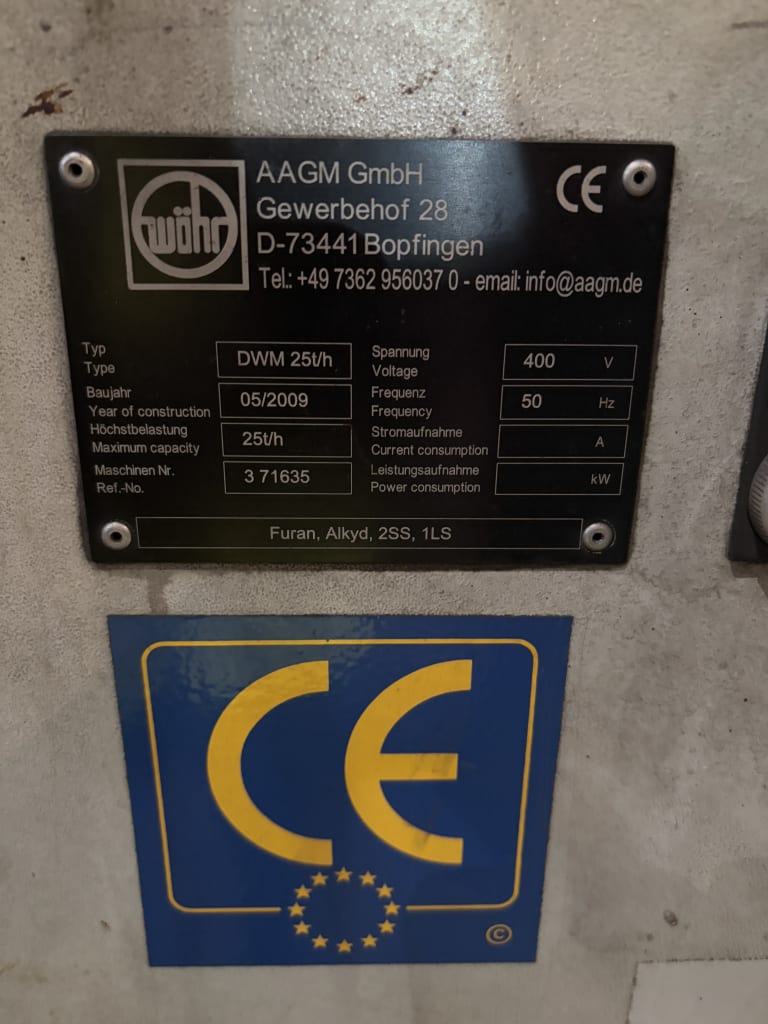 wöhr
AAGM GmbH
Gewerbehof 28
D-73441 Bopfingen
Tel.: +49 7362 956037 0 - email: info@aagm.de
CE
Typ
Type
DWM 25t/h
Spannung
Voltage
400 V
Baujahr
Year of construction
05/2009
Frequenz
Frequency
50 Hz
Höchstbelastung
Maximum capacity
25t/h
Stromaufnahme
Current consumption
A
Maschinen Nr.
Ref.-No.
3 71635
Leistungsaufnahme
Power consumption
kW
Furan, Alkyd, 2SS, 1LS
CE
©